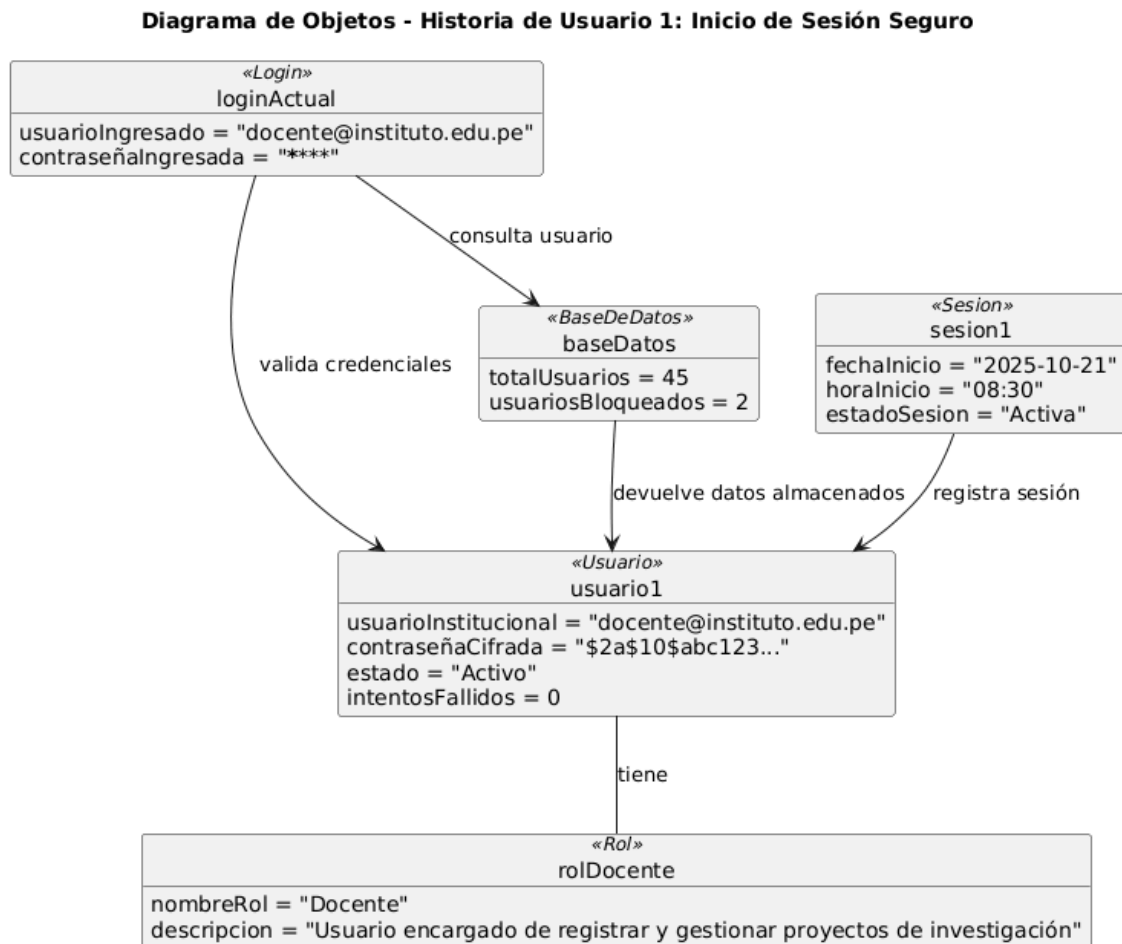 Diagrama de Objetos - Historia de Usuario 1: Inicio de Sesión Seguro
«Login»
loginActual
usuarioIngresado = "docente@instituto.edu.pe"
contraseñaIngresada = "****"
consulta usuario
valida credenciales
«BaseDeDatos»
baseDatos
totalUsuarios = 45
usuariosBloqueados = 2
«Sesion»
sesion1
fechaInicio = "2025-10-21"
horaInicio = "08:30"
estadoSesion = "Activa"
devuelve datos almacenados
registra sesión
«Usuario»
usuario1
usuarioInstitucional = "docente@instituto.edu.pe"
contraseñaCifrada = "$2a$10$abc123..."
estado = "Activo"
intentosFallidos = 0
tiene
«Rol»
rolDocente
nombreRol = "Docente"
descripcion = "Usuario encargado de registrar y gestionar proyectos de investigación"